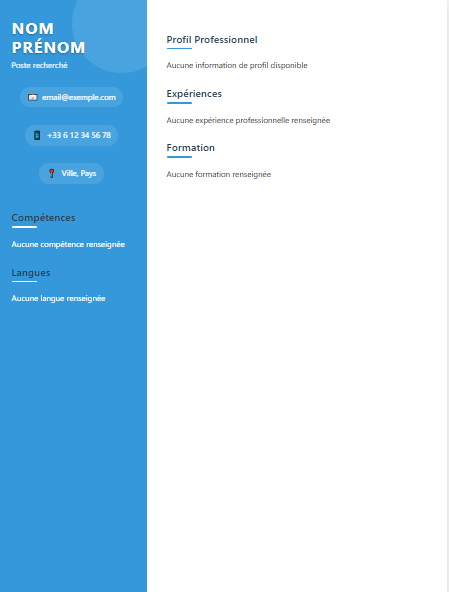 NOM
PRÉNOM
Poste recherché
email@exemple.com
+33 6 12 34 56 78
Ville, Pays
Compétences
Aucune compétence renseignée
Langues
Aucune langue renseignée
Profil Professionnel
Aucune information de profil disponible
Expériences
Aucune expérience professionnelle renseignée
Formation
Aucune formation renseignée